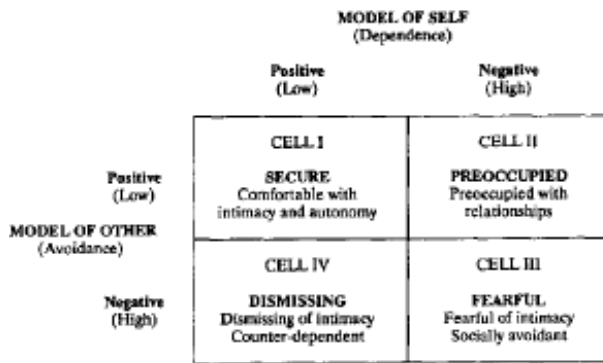 MODEL OF SELF
(Dependence)
Positive
(Low)
Negative
(High)
CELL I
CELL II
Positive
(Low)
SECURE
Comfortable with
intimacy and autonomy
PREOCCUPIED
Preoccupied with
relationships
MODEL OF OTHER
(Avoidance)
CELL IV
CELL III
Negative
(High)
DISMISSING
Dismissing of intimacy
Counter-dependent
FEARFUL
Fearful of intimacy
Socially avoidant